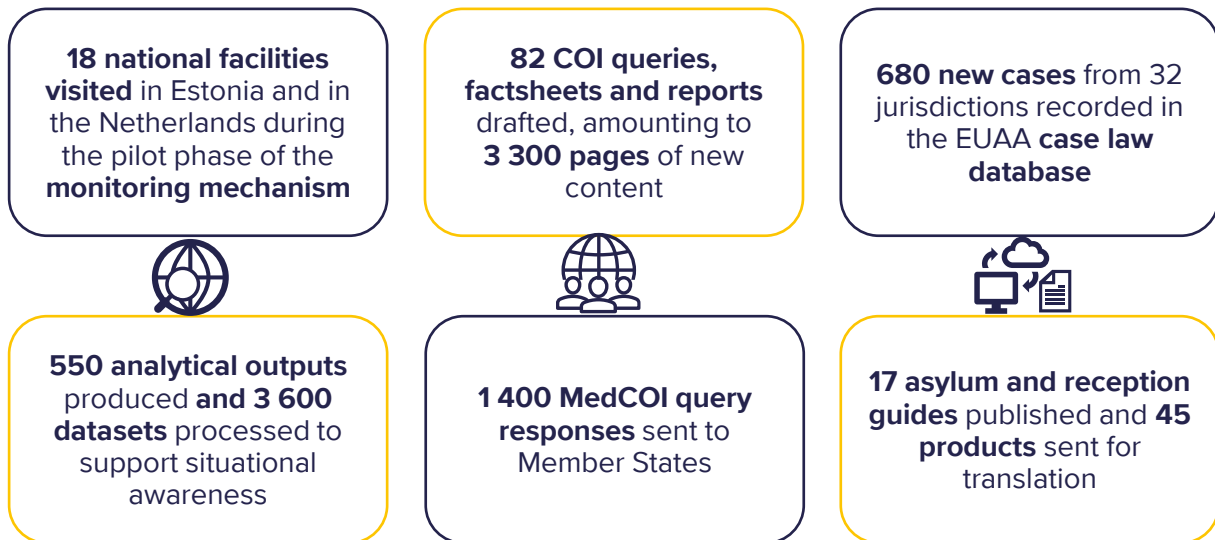 18 national facilities
visited in Estonia and in
the Netherlands during
the pilot phase of the
monitoring mechanism
82 COI queries,
factsheets and reports
drafted, amounting to
3 300 pages of new
content
680 new cases from 32
jurisdictions recorded in
the EUAA case law
database
550 analytical outputs
produced and 3 600
datasets processed to
support situational
awareness
1 400 MedCOI query
responses sent to
Member States
17 asylum and reception
guides published and 45
products sent for
translation